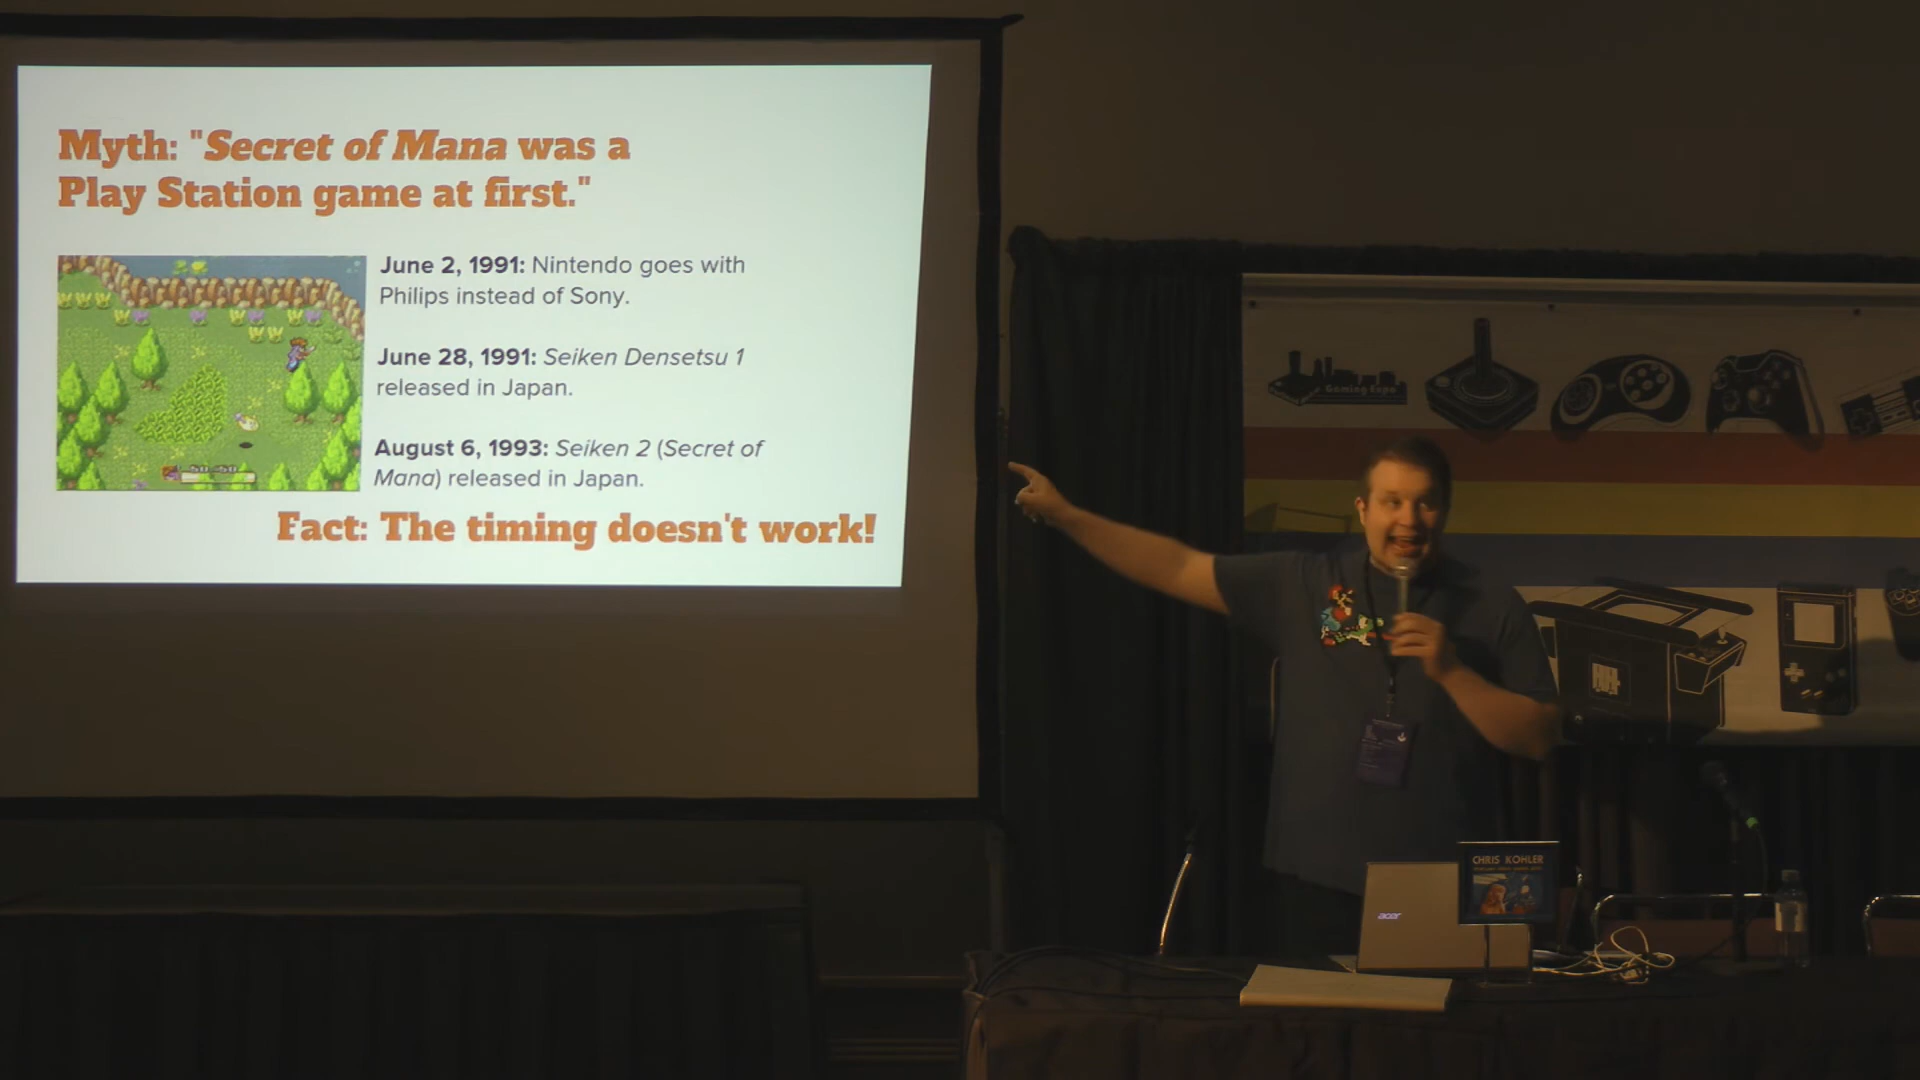 Myth: "Secret of Mana was a
Play Station game at first."
June 2, 1991: Nintendo goes with
Philips instead of Sony.
June 28, 1991: Seiken Densetsu 1
released in Japan.
August 6, 1993: Seiken 2 (Secret of
Mana) released in Japan.
Fact: The timing doesn't work!
Gaming Expo
CHRIS KOHLER
acer